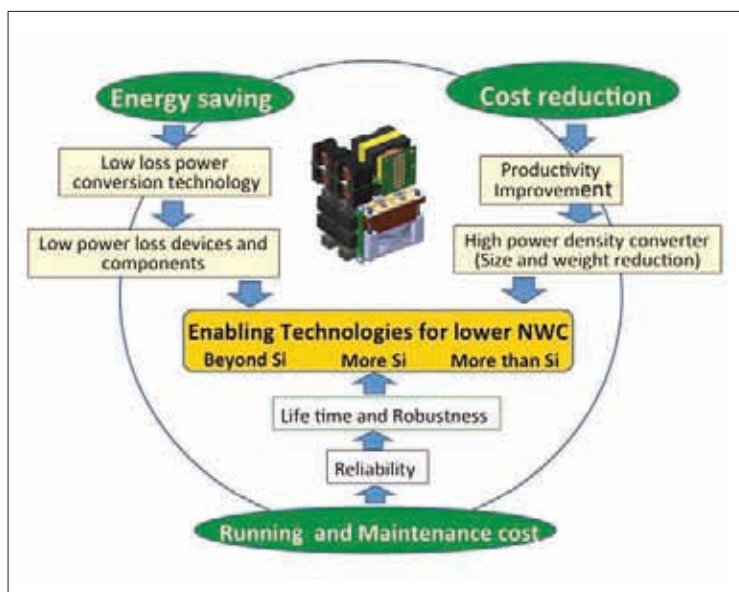 Energy saving
Cost reduction
Low loss power
conversion technology
Productivity
Improvement
Low power loss devices and
components
High power density converter
(Size and weight reduction)
Enabling Technologies for lower NWC
Beyond Si More Si More than Si
Life time and Robustness
Reliability
Running and Maintenance cost